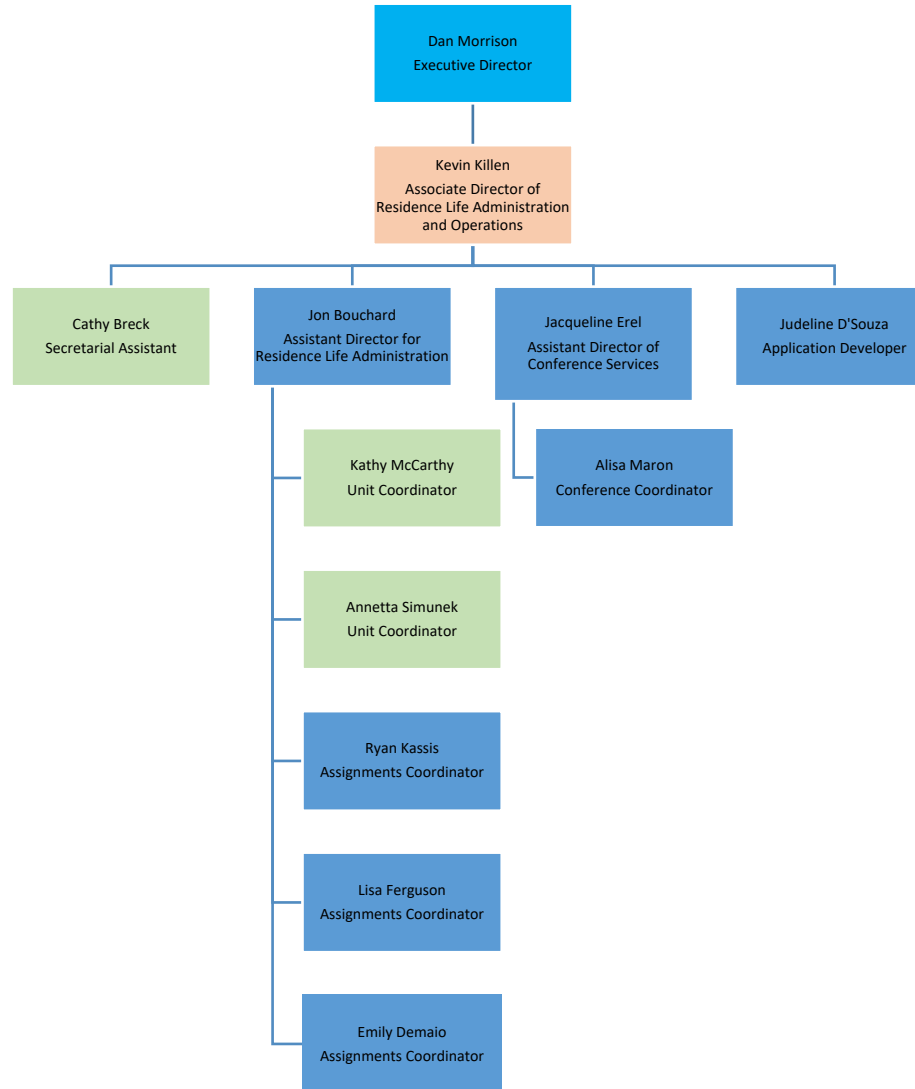 Dan Morrison
Executive Director
Kevin Killen
Associate Director of
Residence Life Administration
and Operations
Cathy Breck
Secretarial Assistant
Jon Bouchard
Assistant Director for
Residence Life Administration
Jacqueline Erel
Assistant Director of
Conference Services
Judeline D'Souza
Application Developer
Kathy McCarthy
Unit Coordinator
Alisa Maron
Conference Coordinator
Annetta Simunek
Unit Coordinator
Ryan Kassis
Assignments Coordinator
Lisa Ferguson
Assignments Coordinator
Emily Demaio
Assignments Coordinator